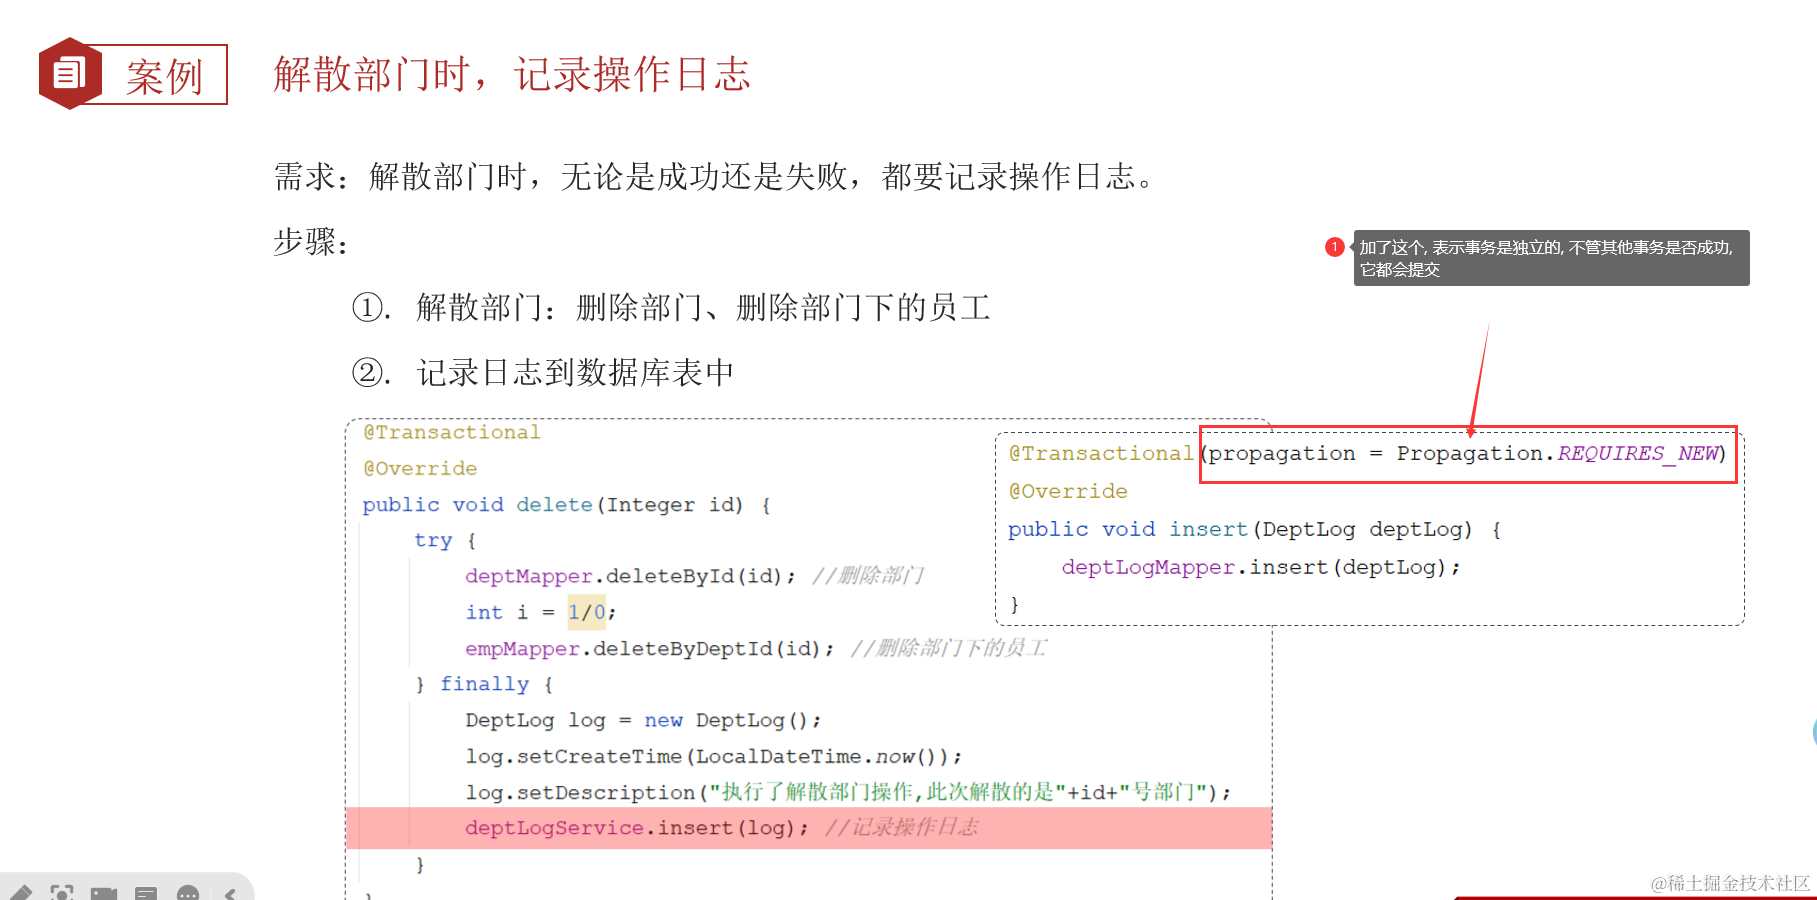 案例
解散部门时，记录操作日志
需求：解散部门时，无论是成功还是失败，都要记录操作日志。
步骤：
①. 解散部门：删除部门、删除部门下的员工
②. 记录日志到数据库表中
1
加了这个, 表示事务是独立的, 不管其他事务是否成功,
它都会提交
@Transactional
@Override
public void delete(Integer id) {
try {
deptMapper.deleteById(id); //删除部门
int i = 1/0;
empMapper.deleteByDeptId(id); //删除部门下的员工
} finally {
DeptLog log = new DeptLog();
log.setCreateTime(LocalDateTime.now());
log.setDescription("执行了解散部门操作,此次解散的是"+id+"号部门");
deptLogService.insert(log); //记录操作日志
}
}
@Transactional(propagation = Propagation.REQUIRES_NEW)
@Override
public void insert(DeptLog deptLog) {
deptLogMapper.insert(deptLog);
}
@稀土掘金技术社区